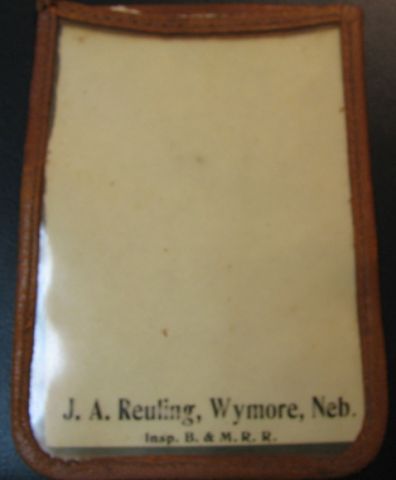 J. A. Reuling, Wymore, Neb.
Insp. B. & M. R. R.